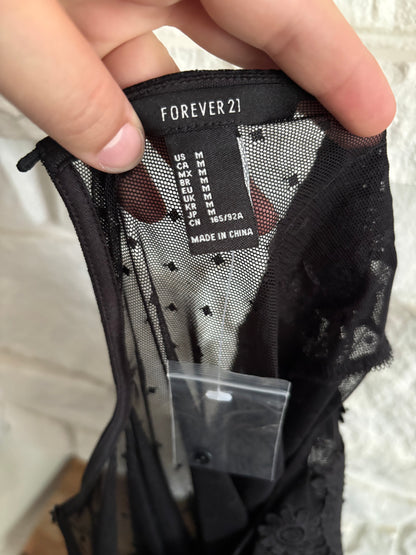 FOREVER 21
US M
CA M
MX M
BR M
EU M
UK M
KR M
JP M
CN 165/92A
MADE IN CHINA